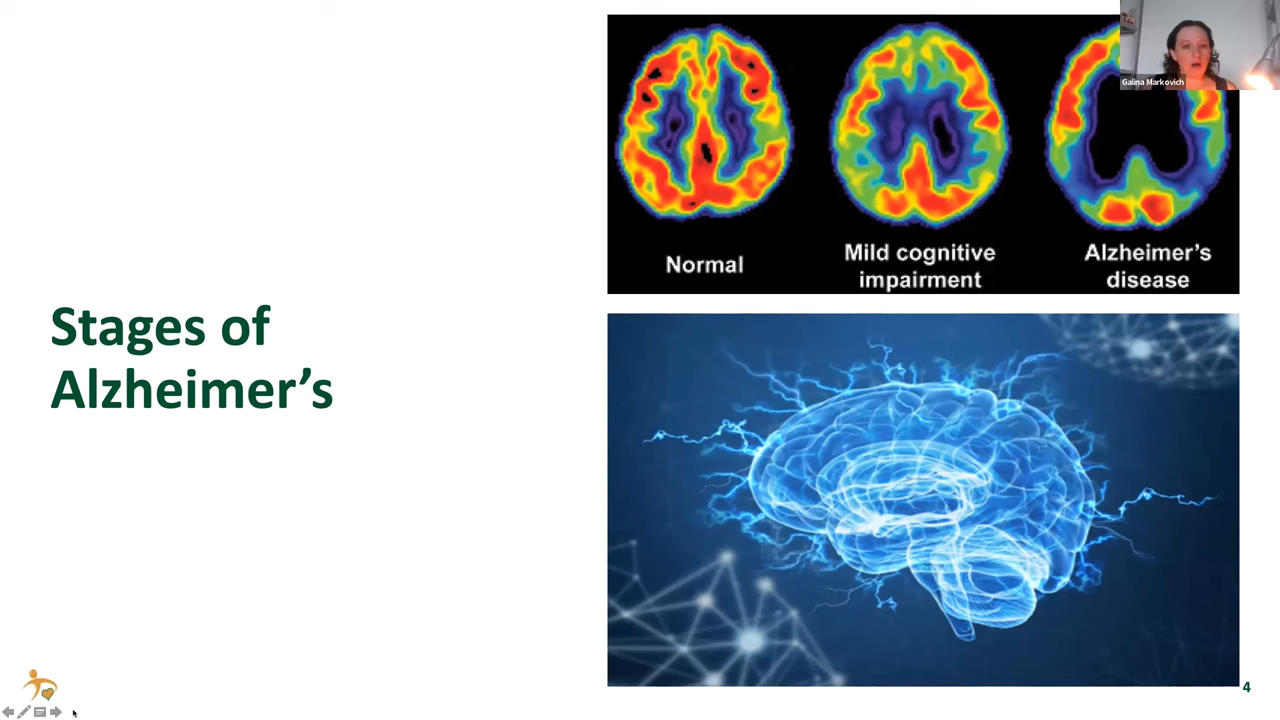 Stages of
Alzheimer’s
Normal
Mild cognitive
impairment
Alzheimer’s
disease
Galina Markovich
4